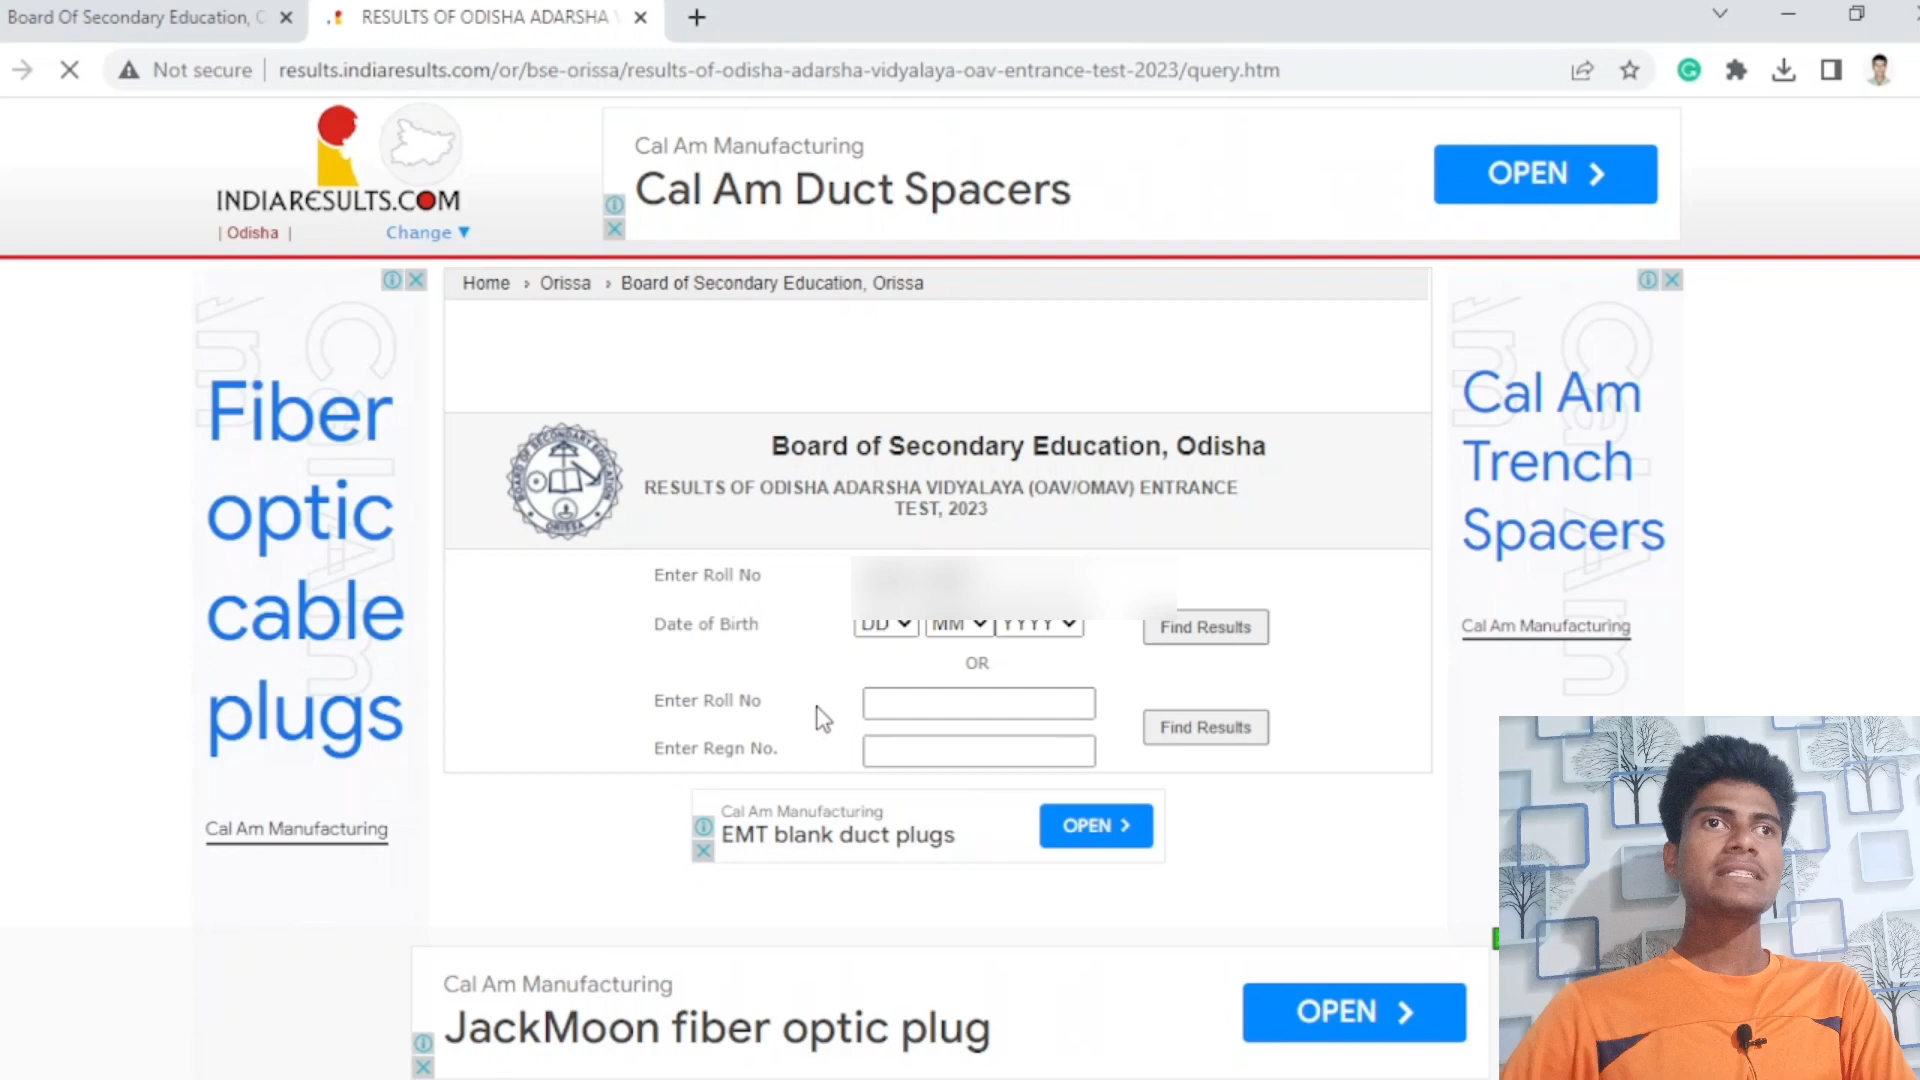 Board Of Secondary Education, C
RESULTS OF ODISHA ADARSHA V
Not secure
results.indiaresults.com/or/bse-orissa/results-of-odisha-adarsha-vidyalaya-oav-entrance-test-2023/query.htm
INDIARESULTS.COM
| Odisha |
Change ▼
Cal Am Manufacturing
Cal Am Duct Spacers
OPEN
Home › Orissa › Board of Secondary Education, Orissa
Fiber
optic
cable
plugs
Cal Am Manufacturing
BOARD OF SECONDARY EDUCATION
ORISSA
Board of Secondary Education, Odisha
RESULTS OF ODISHA ADARSHA VIDYALAYA (OAV/OMAV) ENTRANCE
TEST, 2023
Enter Roll No
Date of Birth
DD
MM
YYYY
Find Results
OR
Enter Roll No
Enter Regn No.
Find Results
Cal Am
Trench
Spacers
Cal Am Manufacturing
Cal Am Manufacturing
EMT blank duct plugs
OPEN
Cal Am Manufacturing
JackMoon fiber optic plug
OPEN